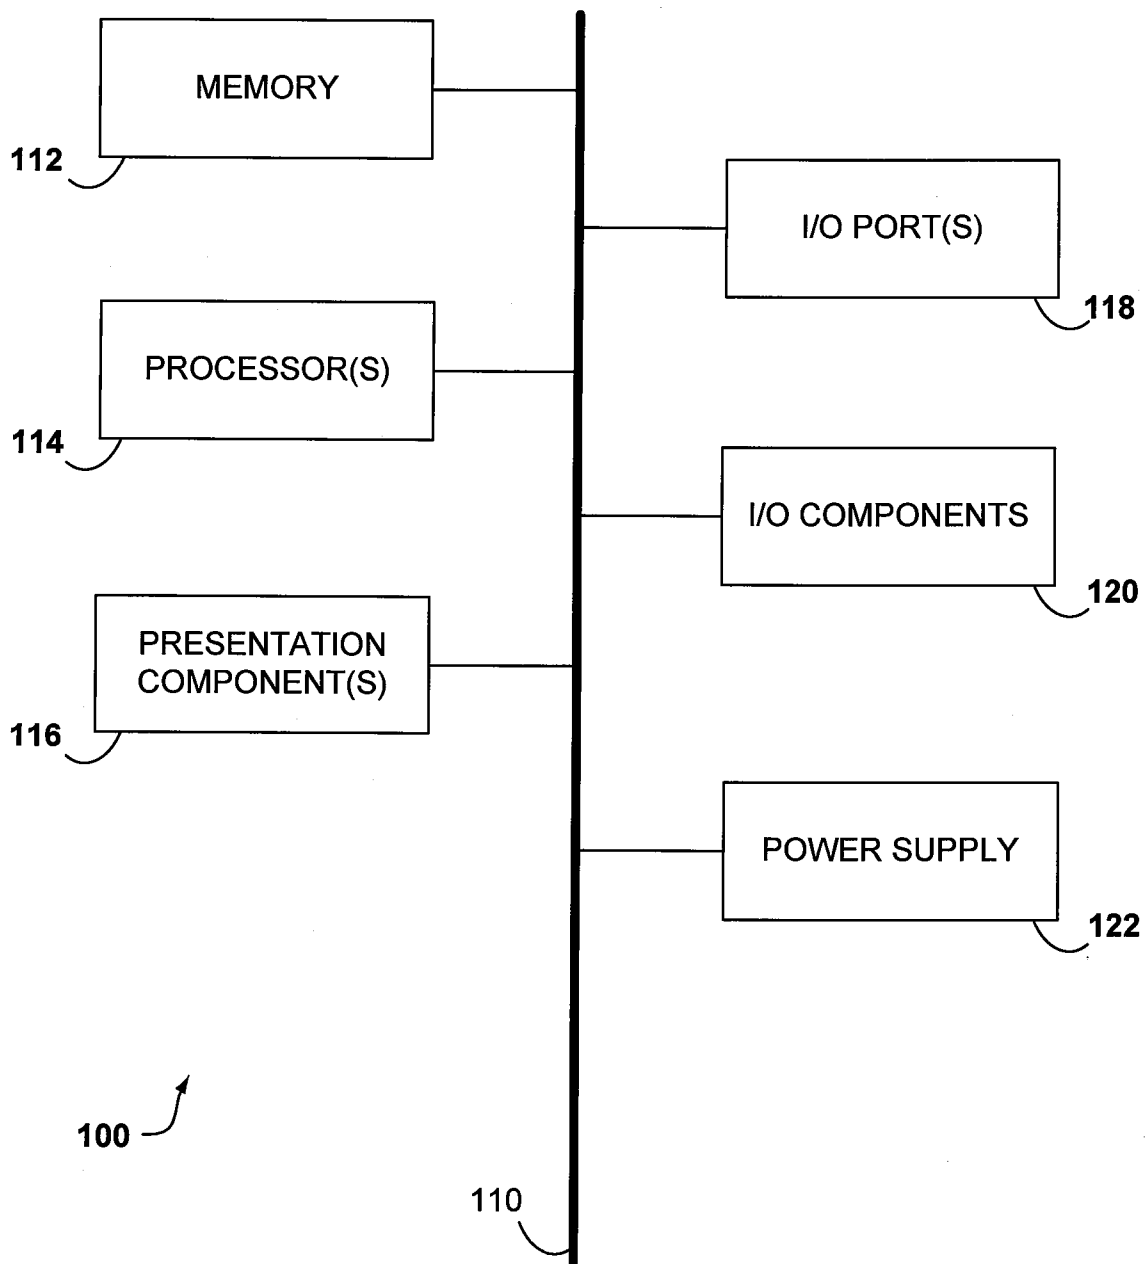 MEMORY
112
I/O PORT(S)
118
PROCESSOR(S)
114
I/O COMPONENTS
120
PRESENTATION
COMPONENT(S)
116
POWER SUPPLY
122
100
110